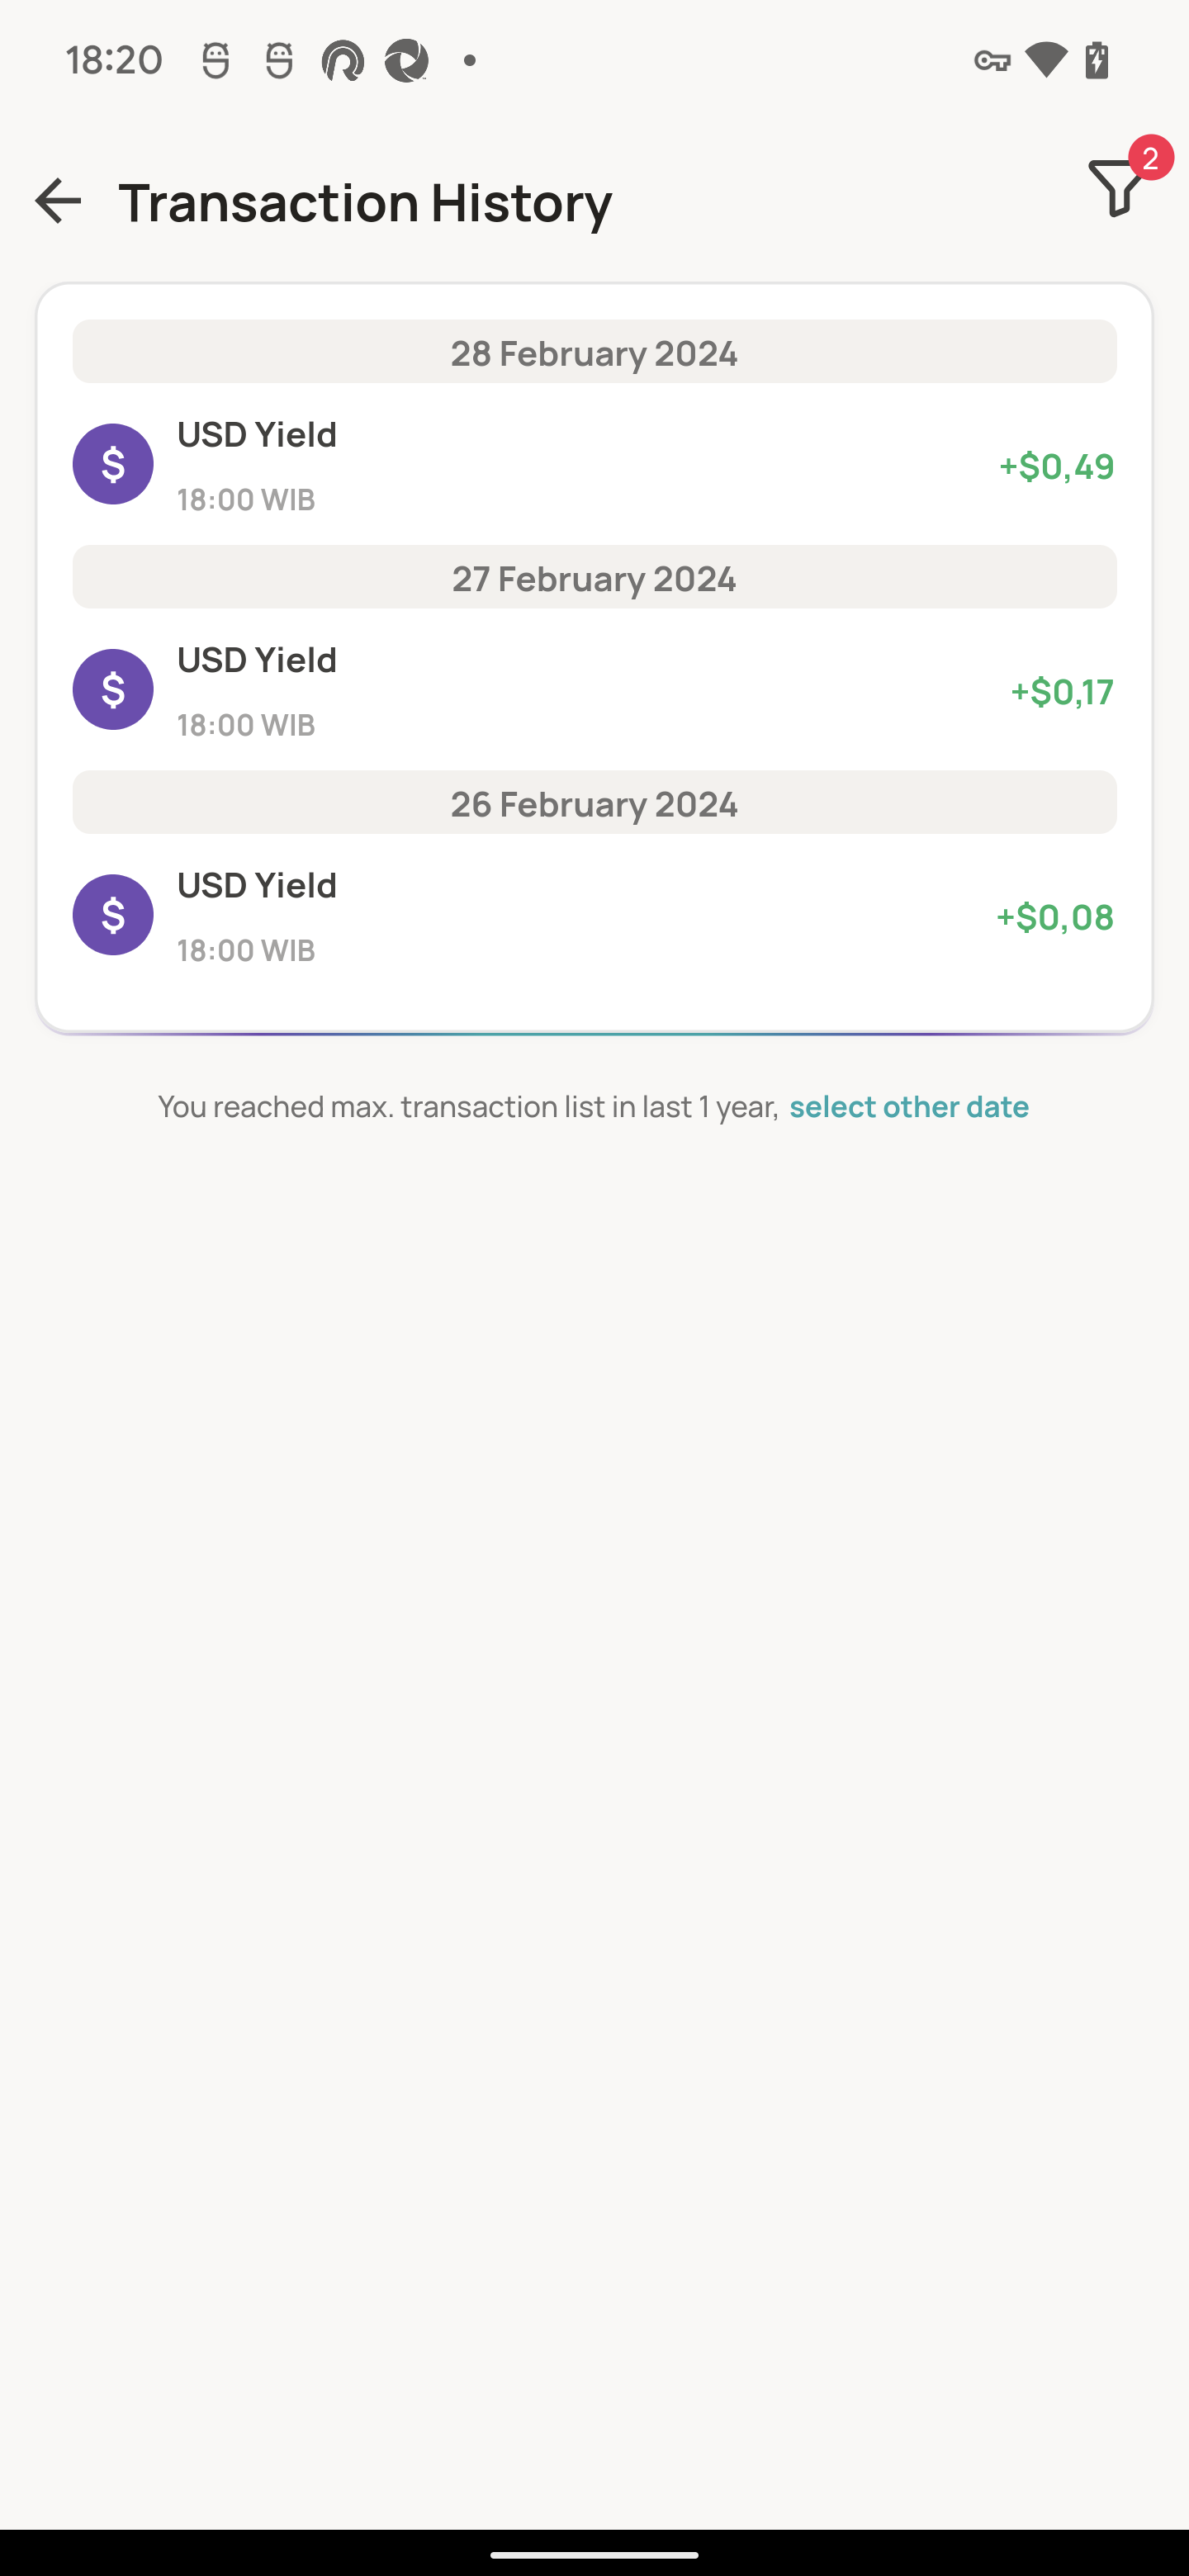 18:20
2
Transaction History
28 February 2024
USD Yield
+$0,49
18:00 WIB
27 February 2024
USD Yield
+$0,17
18:00 WIB
26 February 2024
USD Yield
+$0,08
18:00 WIB
You reached max. transaction list in last 1 year, select other date